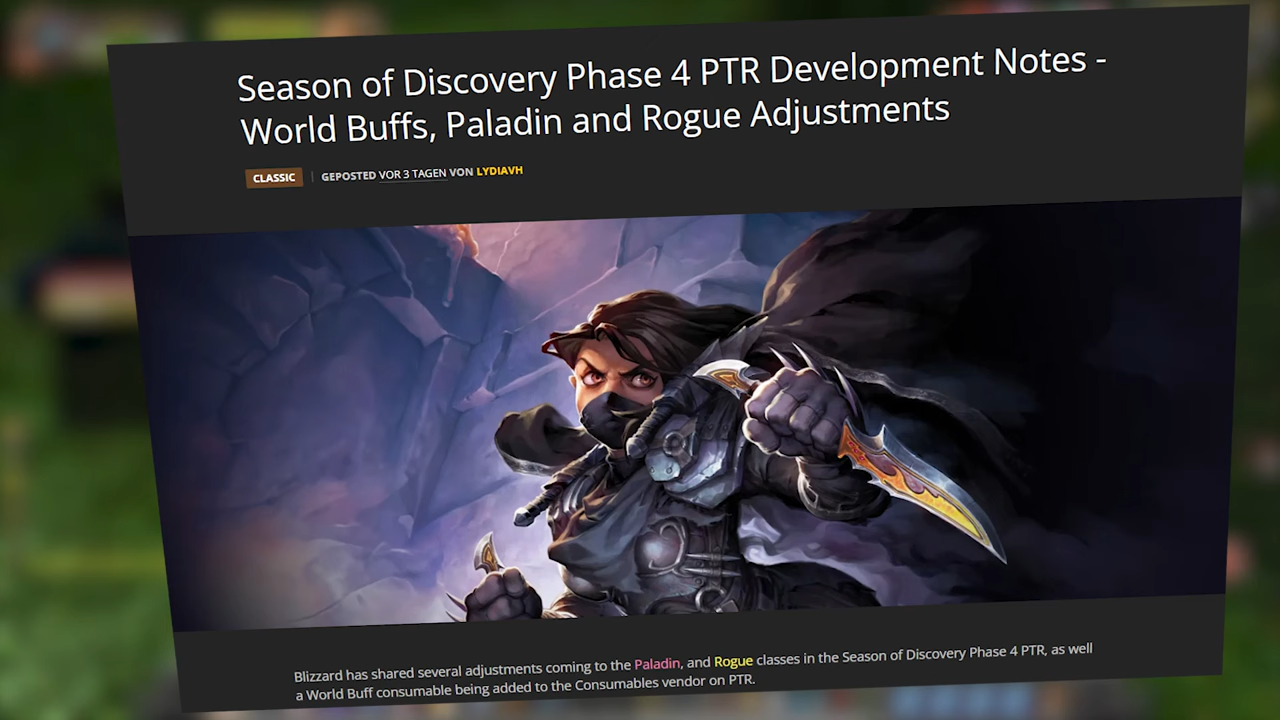 Season of Discovery Phase 4 PTR Development Notes -
World Buffs, Paladin and Rogue Adjustments
CLASSIC | GEPOSTED VOR 3 TAGEN VON LYDIAVH
Blizzard has shared several adjustments coming to the Paladin, and Rogue classes in the Season of Discovery Phase 4 PTR, as well
a World Buff consumable being added to the Consumables vendor on PTR.